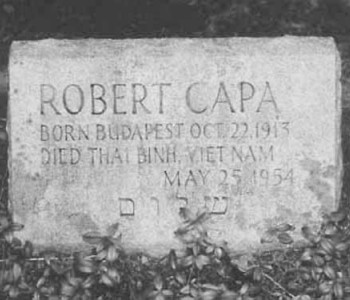 ROBERT CAPA
BORN BUDAPEST OCT. 22. 1913
DIED THAI BINH, VIET NAM
MAY 25 1954
שלום